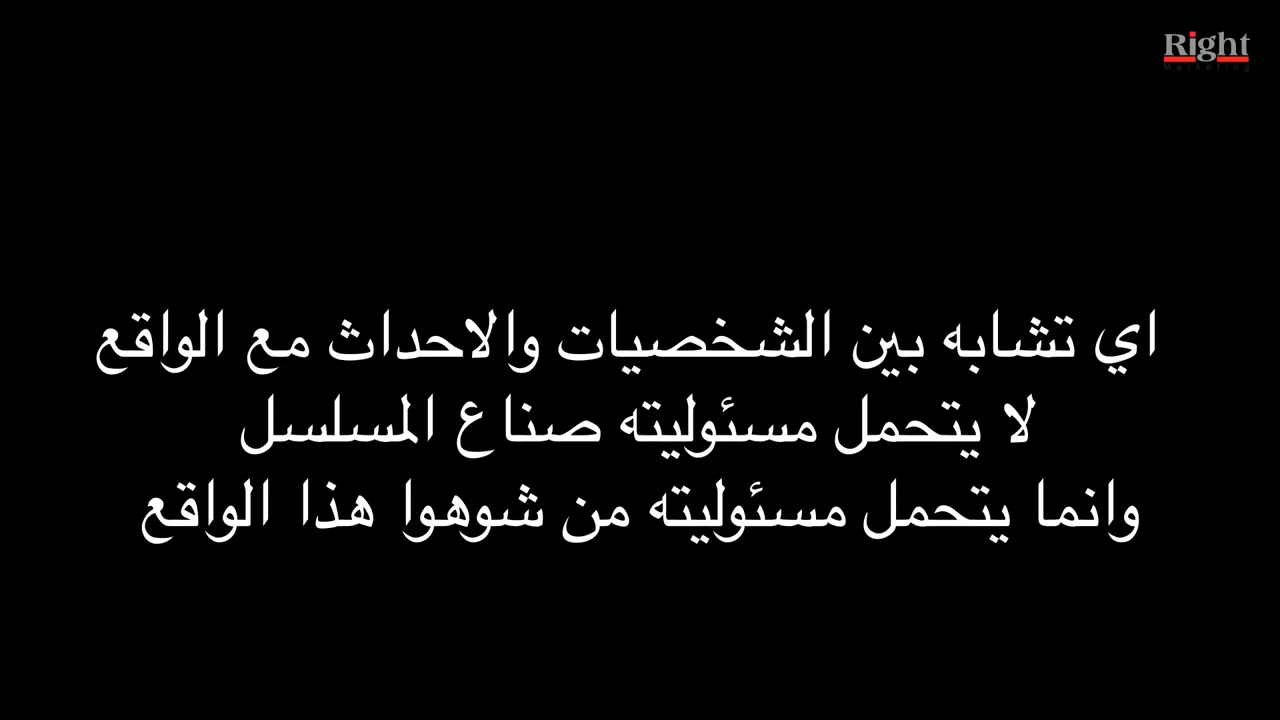 Right
Marketing
اي تشابه بين الشخصيات والاحداث مع الواقع
لا يتحمل مسئوليته صناع المسلسل
وانما يتحمل مسئوليته من شوهوا هذا الواقع